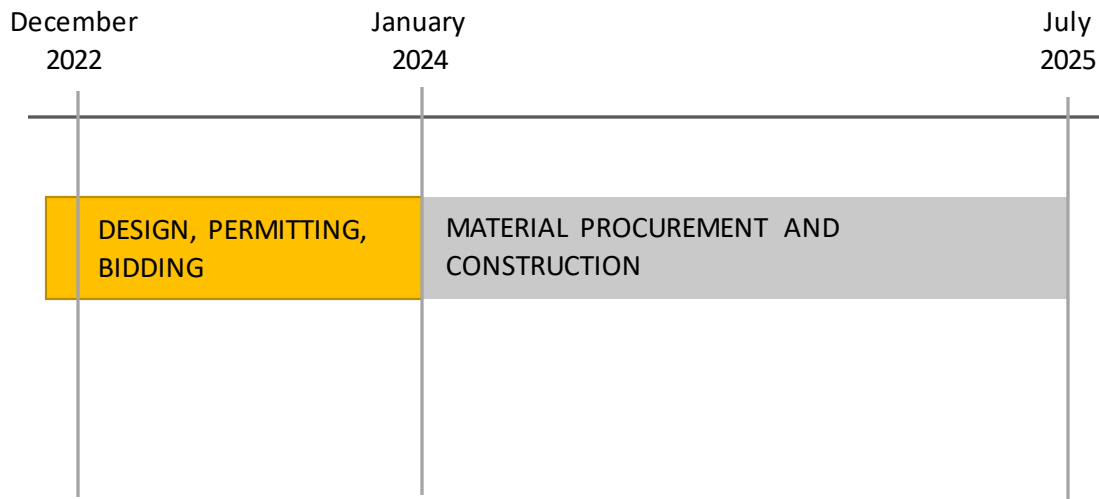 December
2022
January
2024
July
2025
DESIGN, PERMITTING,
BIDDING
MATERIAL PROCUREMENT AND
CONSTRUCTION